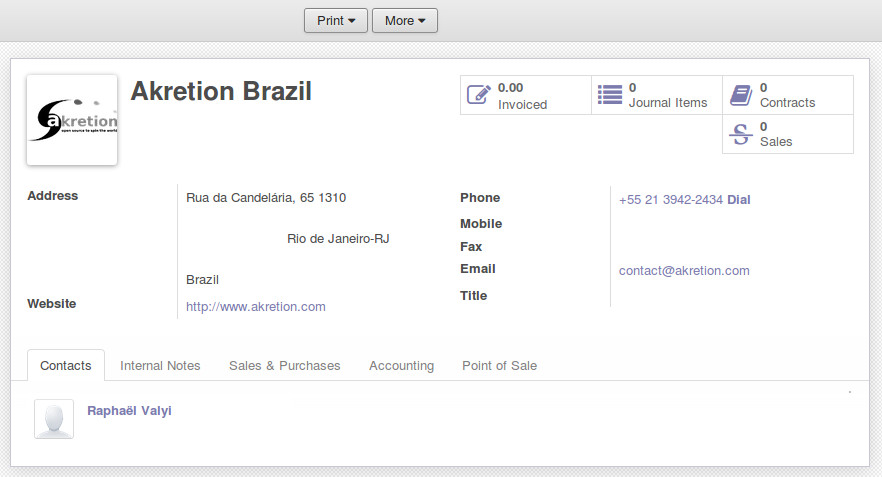 Print More
akretion
open source to spin the world
Akretion Brazil
0.00
Invoiced
0
Journal Items
0
Contracts
0
Sales
Address
Rua da Candelária, 65 1310
Rio de Janeiro-RJ
Brazil
Website
http://www.akretion.com
Phone
+55 21 3942-2434 Dial
Mobile
Fax
Email
contact@akretion.com
Title
Contacts Internal Notes Sales & Purchases Accounting Point of Sale
Raphaël Valyi